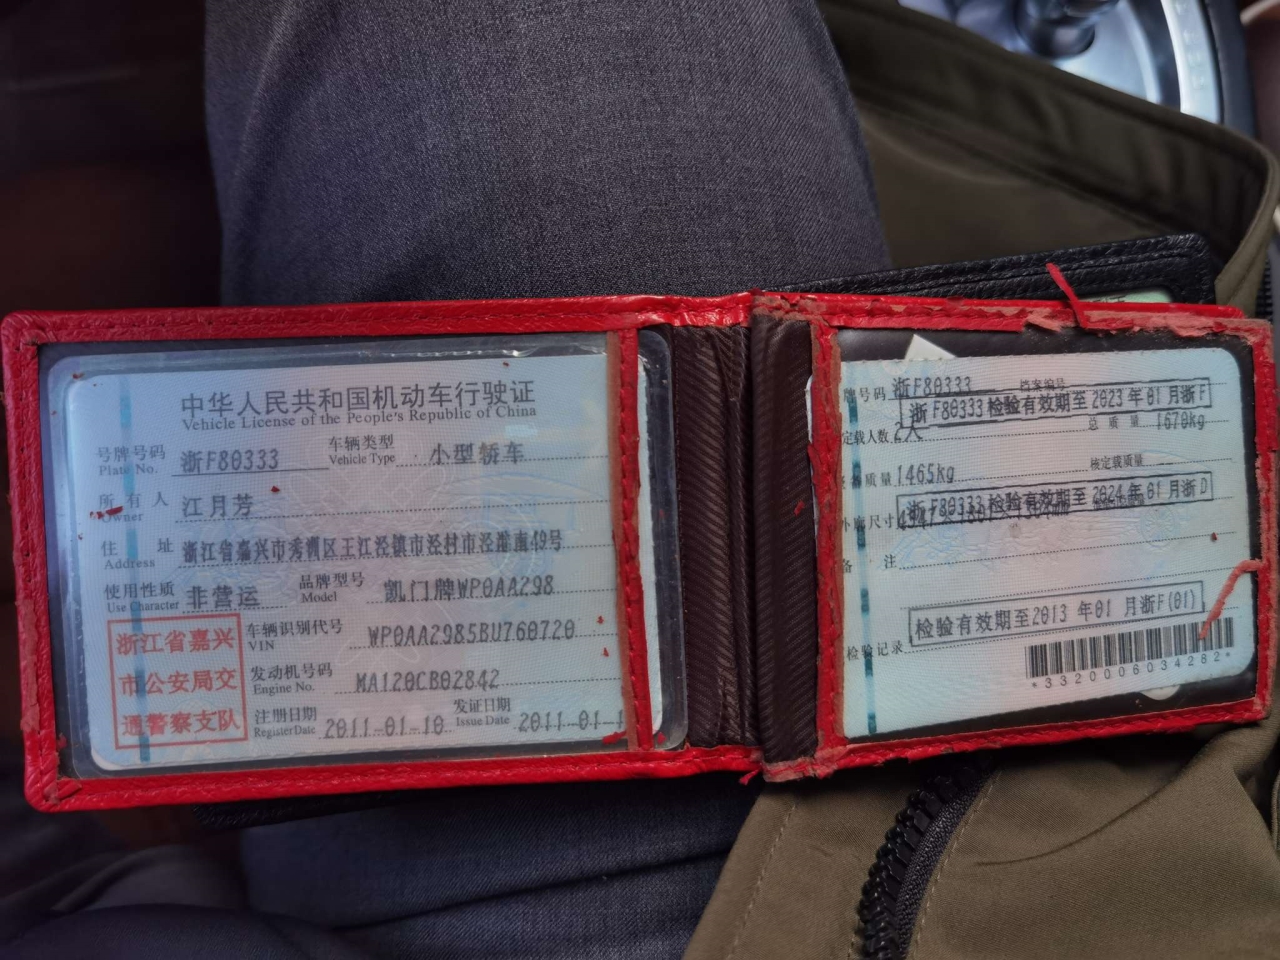 中华人民共和国机动车行驶证
Vehicle License of the People's Republic of China
号牌号码 浙F80333 车辆类型 小型轿车
Plate No. Vehicle Type
所有人 江月芳
Owner
住址 浙江省嘉兴市秀洲区王江泾镇市泾村市泾港南49号
Address
使用性质 非营运 品牌型号 凯门牌WP0AA298
Use Character Model
浙江省嘉兴
市公安局交
通警察支队
车辆识别代号 WP0AA2985BU760720
VIN
发动机号码 MA120CB02842
Engine No.
注册日期 2011-01-10 发证日期 2011-01-1
Register Date Issue Date
牌号码 浙F80333 档案编号
浙F80333检验有效期至2023年01月浙F
定载人数 2人 总质量 1670kg
质量 1465kg 核定载质量
浙F80333检验有效期至2024年01月浙D
外廓尺寸
备注
检验有效期至2013年01月浙F(01)
检验记录
*3320006034282*